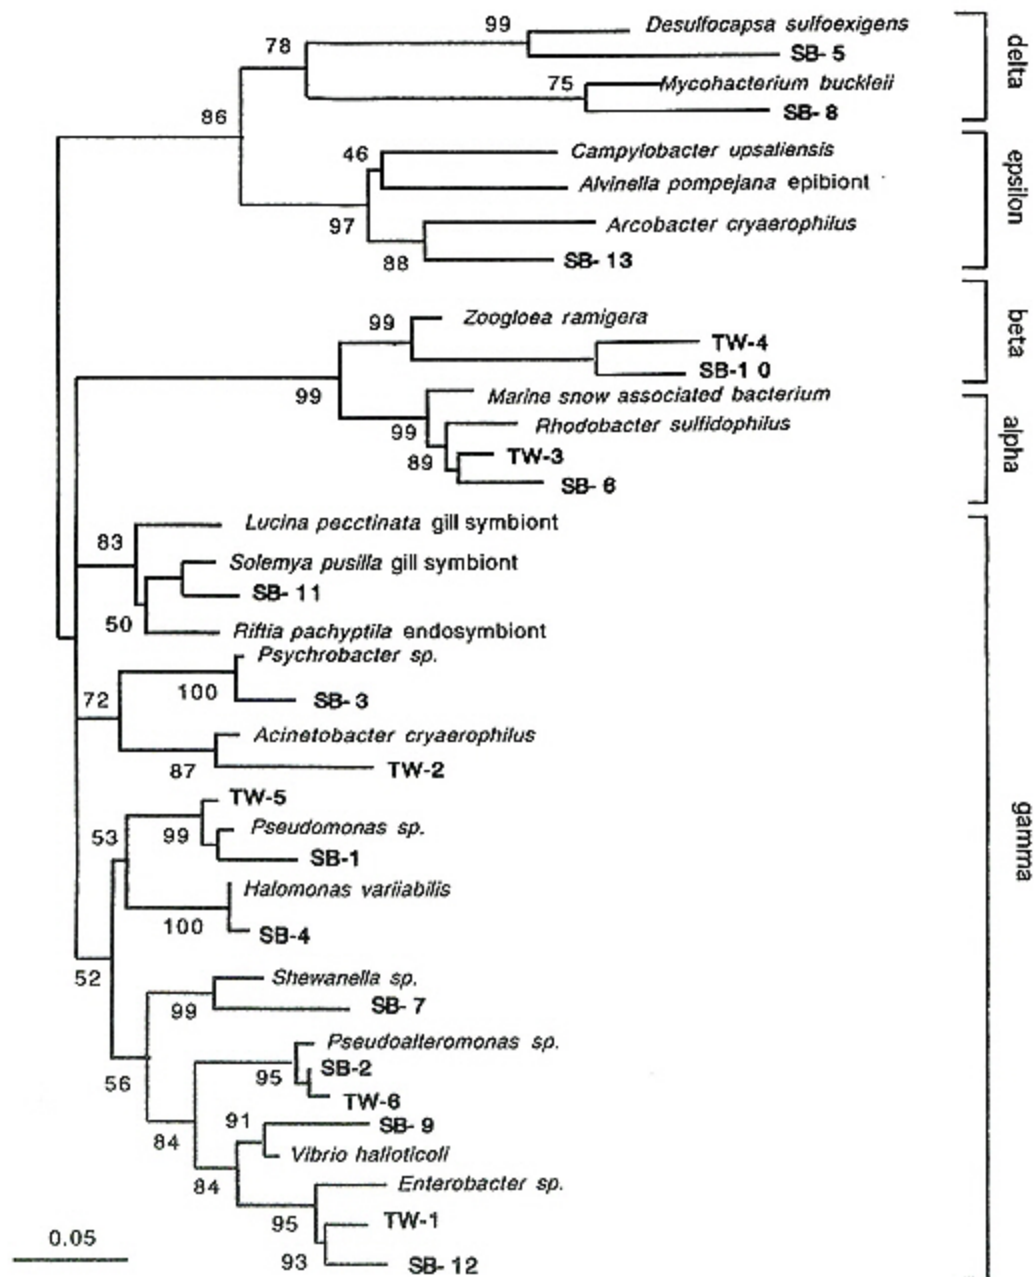 99
Desulfocapsa sulfoexigens
78
SB-5
delta
75
Mycohacterium buckleii
SB-8
86
46
Campylobacter upsaliensis
Alvinella pompejana epibiont
epsilon
97
Arcobacter cryaerophilus
88
SB-13
99
Zoogloea ramigera
TW-4
beta
SB-1 0
99
Marine snow associated bacterium
99
Rhodobacter sulfidophilus
alpha
89
TW-3
SB-6
Lucina pecctinata gill symbiont
83
Solemya pusilla gill symbiont
SB-11
50
Riftia pachyptila endosymbiont
Psychrobacter sp.
72
100
SB-3
Acinetobacter cryaerophilus
87
TW-2
TW-5
53
99
Pseudomonas sp.
SB-1
gamma
Halomonas variiabilis
100
SB-4
52
Shewanella sp.
99
SB-7
Pseudoalteromonas sp.
56
95
SB-2
TW-6
91
SB-9
84
Vibrio halioticoli
84
Enterobacter sp.
95
TW-1
93
SB-12
0.05